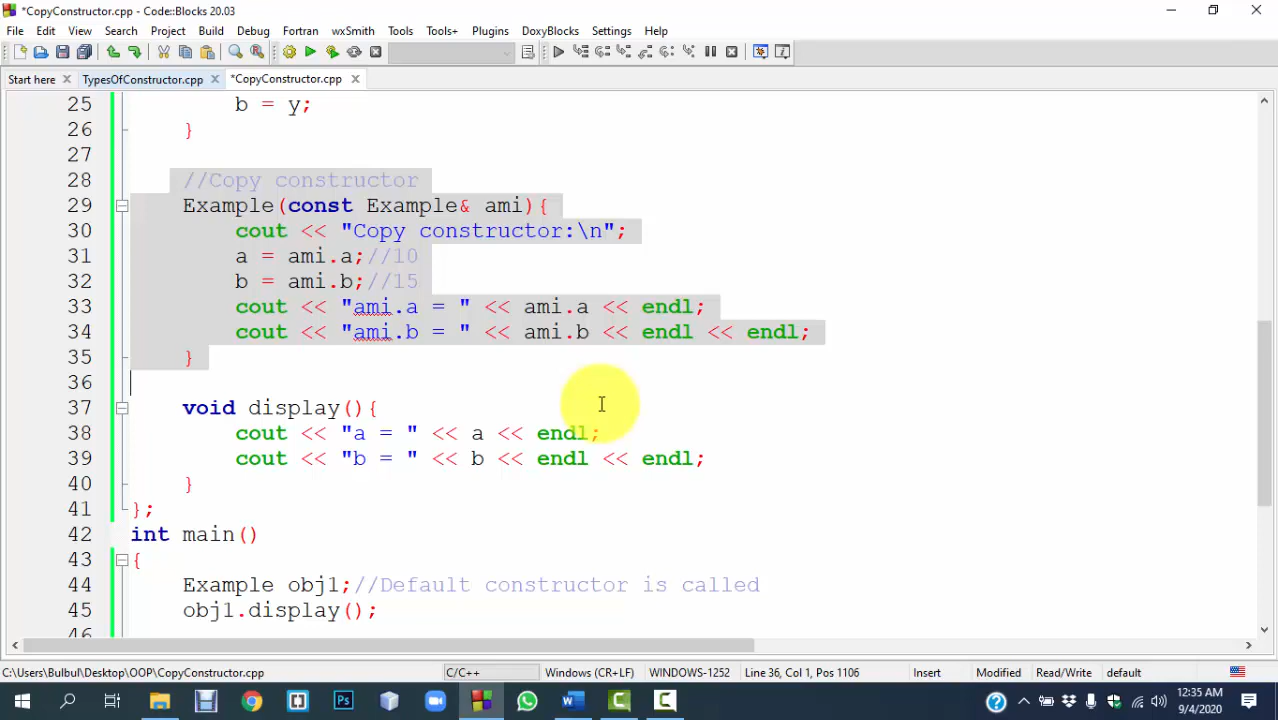 *CopyConstructor.cpp - Code::Blocks 20.03
File Edit View Search Project Build Debug Fortran wxSmith Tools Tools+ Plugins DoxyBlocks Settings Help
Start here TypesOfConstructor.cpp *CopyConstructor.cpp
25 b = y;
26 }
27
28 //Copy constructor
29 Example(const Example& ami){
30 cout << "Copy constructor:\n";
31 a = ami.a;//10
32 b = ami.b;//15
33 cout << "ami.a = " << ami.a << endl;
34 cout << "ami.b = " << ami.b << endl << endl;
35 }
36
37 void display(){
38 cout << "a = " << a << endl;
39 cout << "b = " << b << endl << endl;
40 }
41 };
42 int main()
43 {
44 Example obj1;//Default constructor is called
45 obj1.display();
46
C:\Users\Bulbul\Desktop\OOP\CopyConstructor.cpp C/C++ Windows (CR+LF) WINDOWS-1252 Line 36, Col 1, Pos 1106 Insert Modified Read/Write default
12:35 AM
9/4/2020